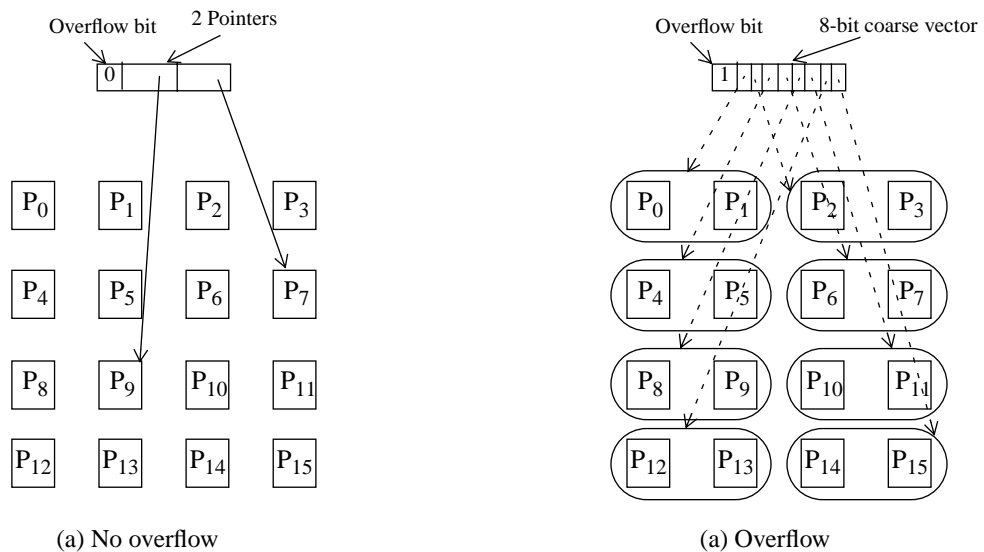 Overflow bit
2 Pointers
0
P0 P1 P2 P3
P4 P5 P6 P7
P8 P9 P10 P11
P12 P13 P14 P15
(a) No overflow
Overflow bit
8-bit coarse vector
1
P0 P1 P2 P3
P4 P5 P6 P7
P8 P9 P10 P11
P12 P13 P14 P15
(a) Overflow